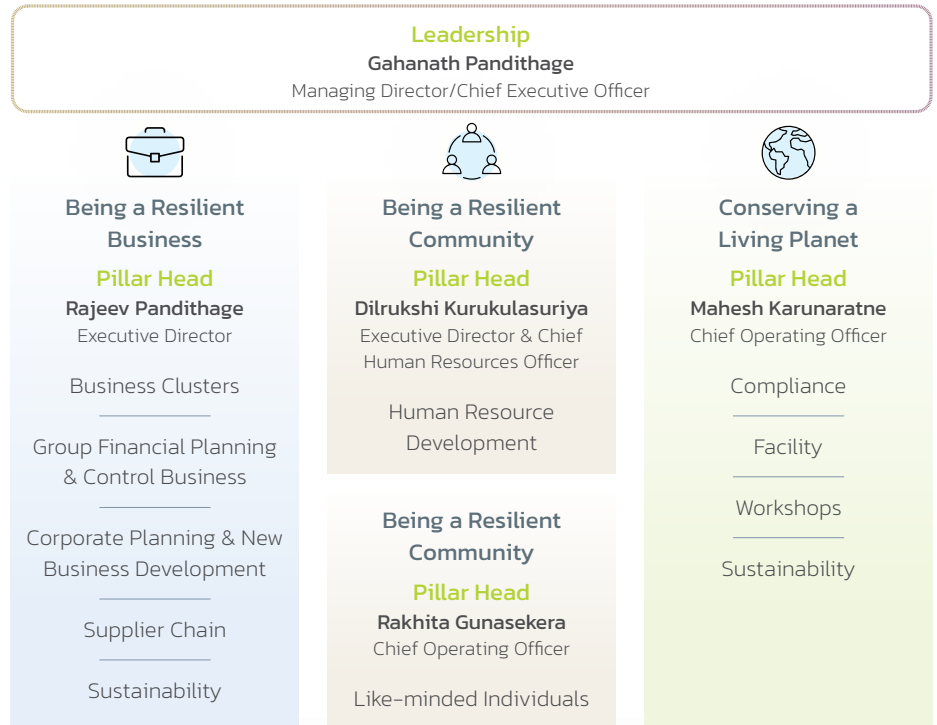 Leadership
Gahanath Pandithage
Managing Director/Chief Executive Officer
Being a Resilient
Business
Pillar Head
Rajeev Pandithage
Executive Director
Business Clusters
Group Financial Planning
& Control Business
Corporate Planning & New
Business Development
Supplier Chain
Sustainability
Being a Resilient
Community
Pillar Head
Dilrukshi Kurukulasuriya
Executive Director & Chief
Human Resources Officer
Human Resource
Development
Being a Resilient
Community
Pillar Head
Rakhita Gunasekera
Chief Operating Officer
Like-minded Individuals
Conserving a
Living Planet
Pillar Head
Mahesh Karunaratne
Chief Operating Officer
Compliance
Facility
Workshops
Sustainability